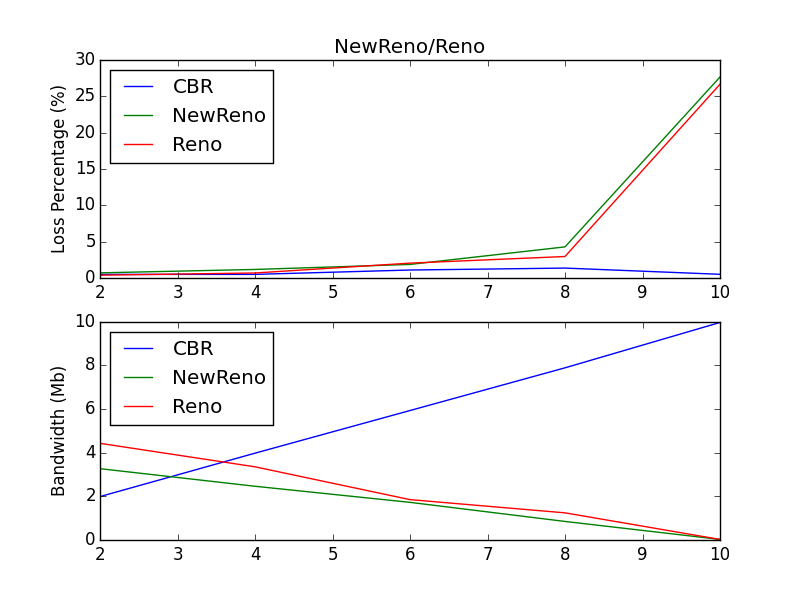 NewReno/Reno
Loss Percentage (%)
30
25
20
15
10
5
0
CBR
NewReno
Reno
2 3 4 5 6 7 8 9 10
Bandwidth (Mb)
10
8
6
4
2
0
CBR
NewReno
Reno
2 3 4 5 6 7 8 9 10